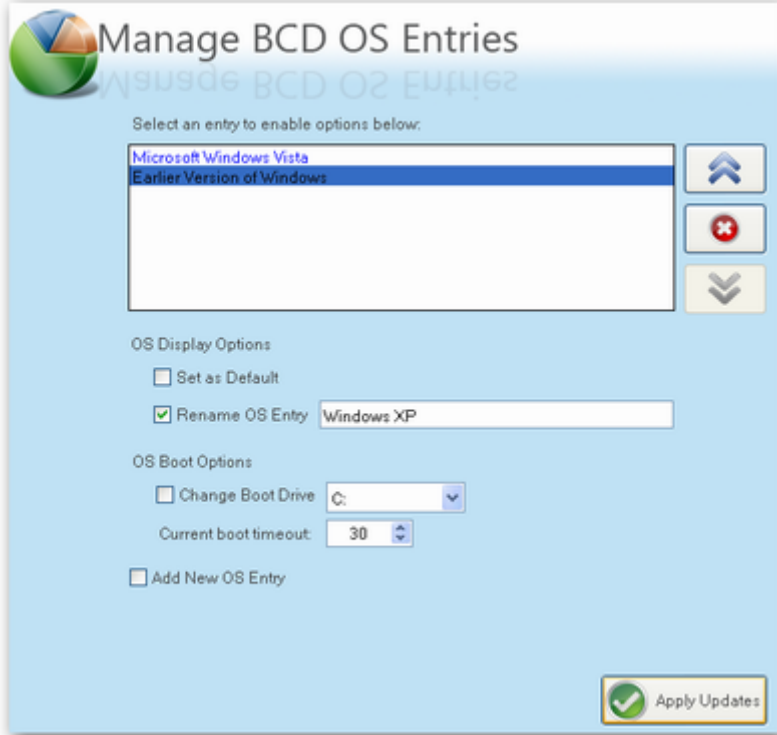 Manage BCD OS Entries
Select an entry to enable options below:
Microsoft Windows Vista
Earlier Version of Windows
OS Display Options
Set as Default
Rename OS Entry Windows XP
OS Boot Options
Change Boot Drive C:
Current boot timeout: 30
Add New OS Entry
Apply Updates